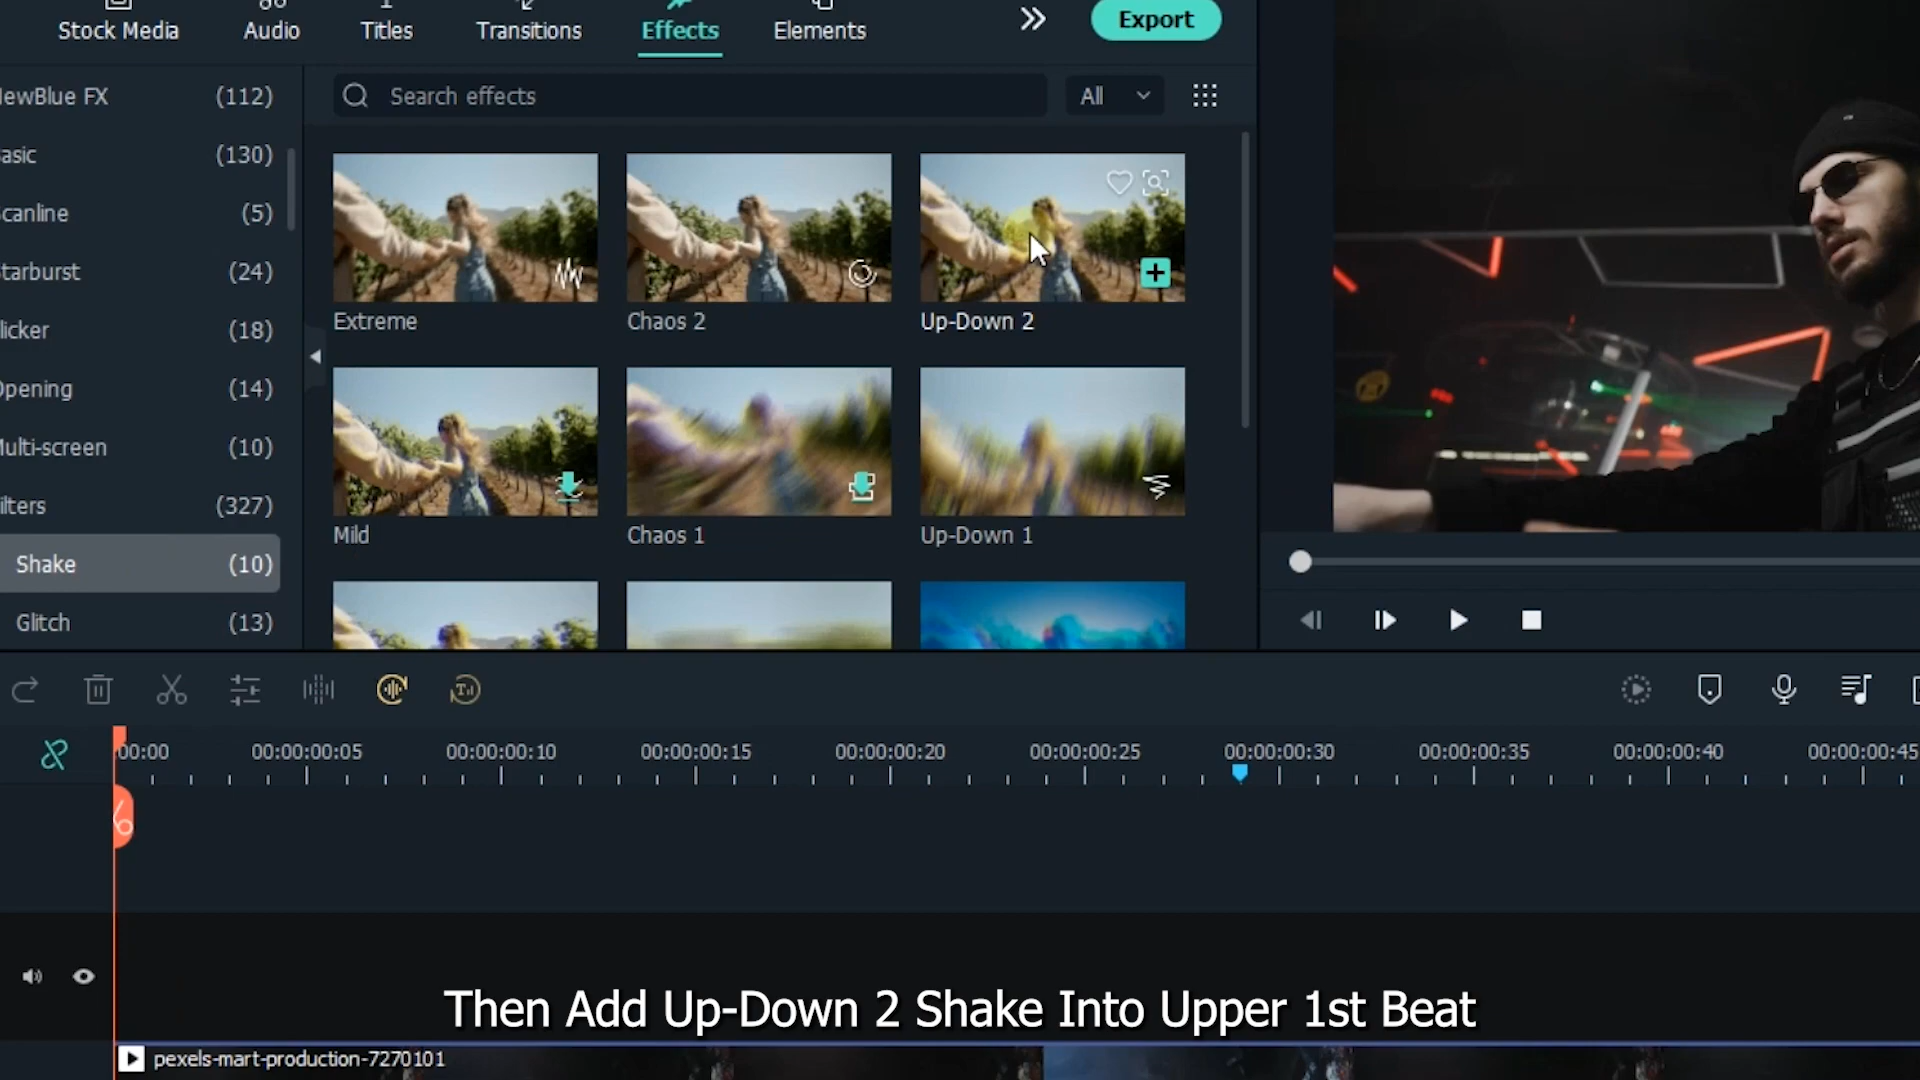 Stock Media
Audio
Titles
Transitions
Effects
Elements
Export
lewBlue FX (112)
asic (130)
canline (5)
tarburst (24)
licker (18)
Opening (14)
Multi-screen (10)
ilters (327)
Shake (10)
Glitch (13)
Search effects
All
Extreme
Chaos 2
Up-Down 2
Mild
Chaos 1
Up-Down 1
00:00
00:00:00:05
00:00:00:10
00:00:00:15
00:00:00:20
00:00:00:25
00:00:00:30
00:00:00:35
00:00:00:40
00:00:00:45
Then Add Up-Down 2 Shake Into Upper 1st Beat
pexels-mart-production-7270101